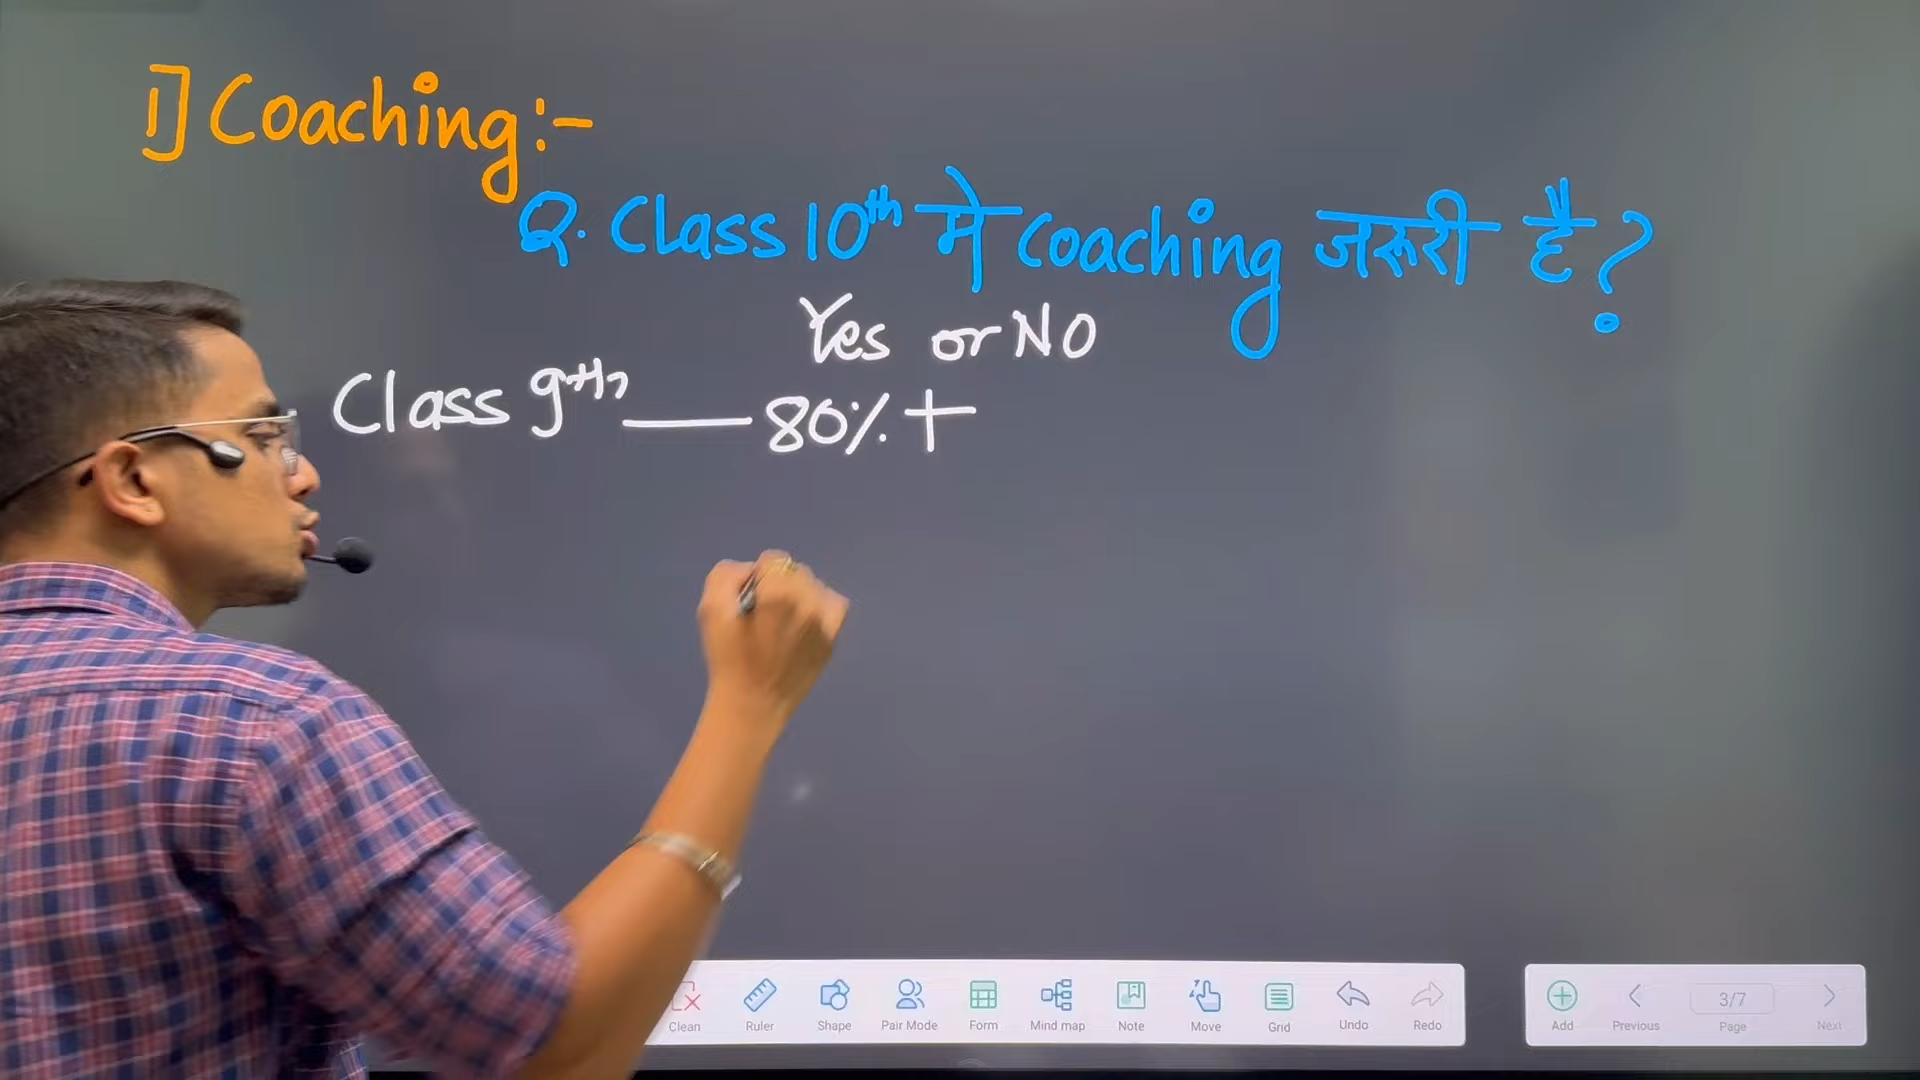 1] Coaching:-
Q. Class 10th मे Coaching जरूरी है?
Yes or NO
Class 9th — 80% +
Clean Ruler Shape Pair Mode Form Mind map Note Move Grid Undo Redo
Add Previous 3/7 Page Next